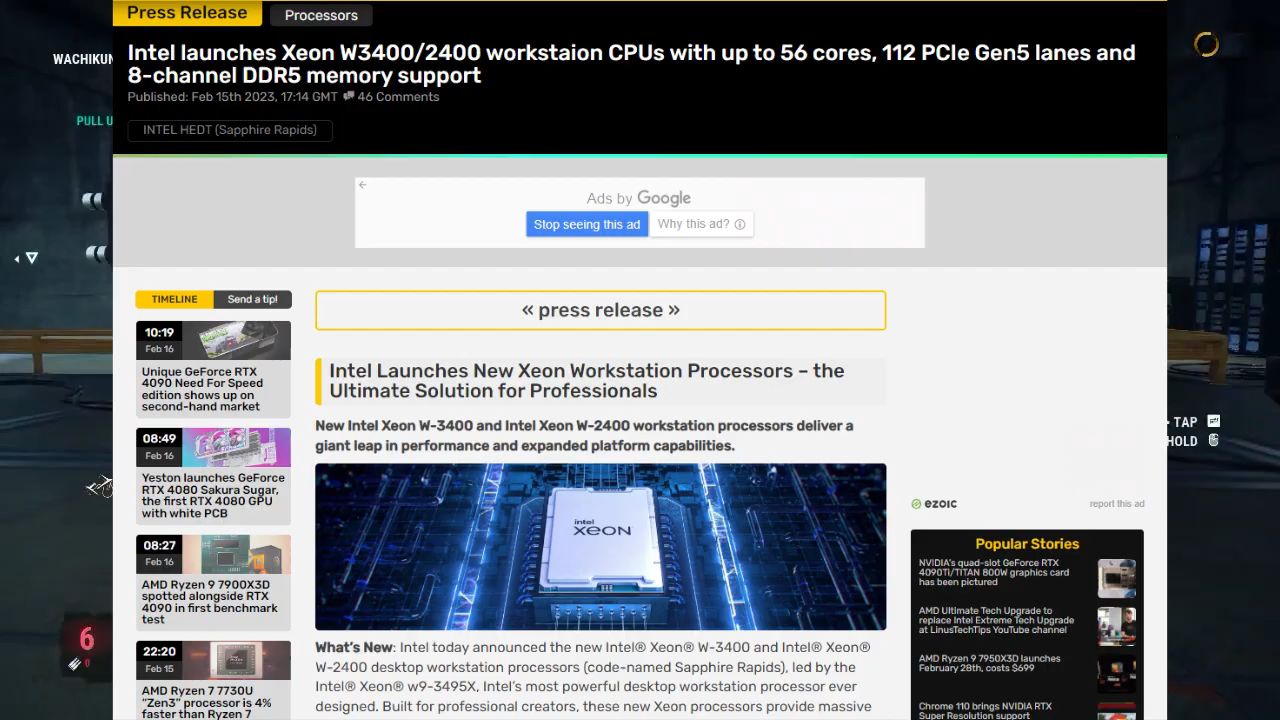 Press Release
Processors
Intel launches Xeon W3400/2400 workstaion CPUs with up to 56 cores, 112 PCIe Gen5 lanes and
8-channel DDR5 memory support
Published: Feb 15th 2023, 17:14 GMT 46 Comments
INTEL HEDT (Sapphire Rapids)
WACHIKUN
PULL U
Ads by Google
Stop seeing this ad
Why this ad?
TIMELINE
Send a tip!
10:19
Feb 16
Unique GeForce RTX
4090 Need For Speed
edition shows up on
second-hand market
08:49
Feb 16
Yeston launches GeForce
RTX 4080 Sakura Sugar,
the first RTX 4080 GPU
with white PCB
08:27
Feb 16
AMD Ryzen 9 7900X3D
spotted alongside RTX
4090 in first benchmark
test
22:20
Feb 15
AMD Ryzen 7 7730U
“Zen3” processor is 4%
faster than Ryzen 7
« press release »
Intel Launches New Xeon Workstation Processors – the
Ultimate Solution for Professionals
New Intel Xeon W-3400 and Intel Xeon W-2400 workstation processors deliver a
giant leap in performance and expanded platform capabilities.
intel
XEON
What’s New: Intel today announced the new Intel® Xeon® W-3400 and Intel® Xeon®
W-2400 desktop workstation processors (code-named Sapphire Rapids), led by the
Intel® Xeon® w9-3495X, Intel’s most powerful desktop workstation processor ever
designed. Built for professional creators, these new Xeon processors provide massive
ezoic
report this ad
Popular Stories
NVIDIA's quad-slot GeForce RTX
4090Ti/TITAN 800W graphics card
has been pictured
AMD Ultimate Tech Upgrade to
replace Intel Extreme Tech Upgrade
at LinusTechTips YouTube channel
AMD Ryzen 9 7950X3D launches
February 28th, costs $699
Chrome 110 brings NVIDIA RTX
Super Resolution support
TAP
HOLD
6
0